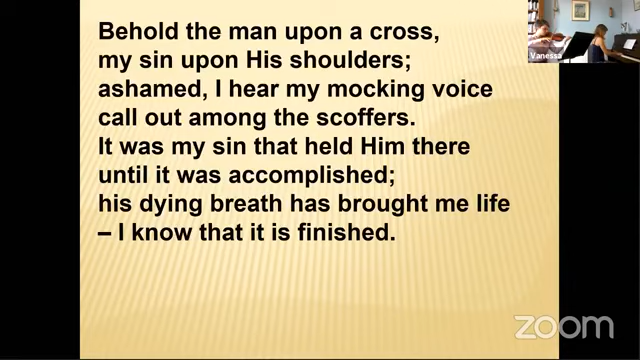 Behold the man upon a cross,
my sin upon His shoulders;
ashamed, I hear my mocking voice
call out among the scoffers.
It was my sin that held Him there
until it was accomplished;
his dying breath has brought me life
– I know that it is finished.
Vanessa
zoom